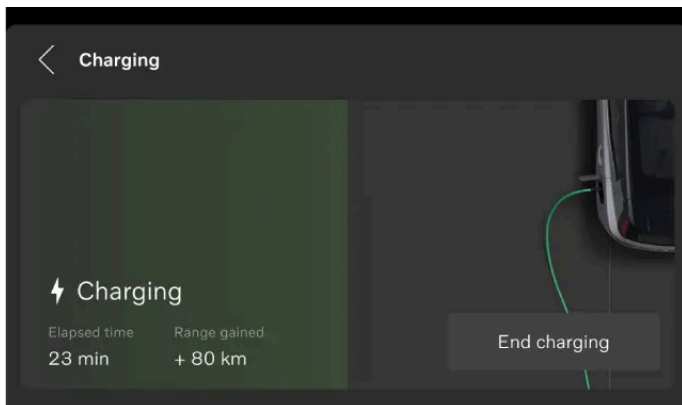 Charging
Charging
Elapsed time Range gained
23 min + 80 km
End charging